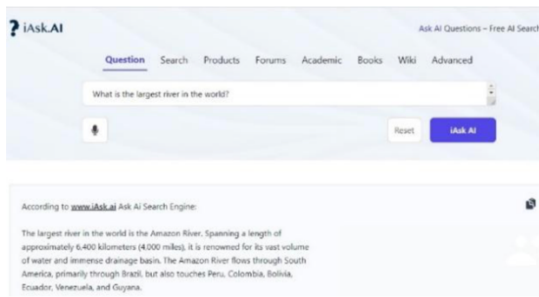 ? iAsk.AI
Ask AI Questions – Free AI Search
Question Search Products Forums Academic Books Wiki Advanced
What is the largest river in the world?
Reset iAsk AI
According to www.iAsk.ai Ask Ai Search Engine:
The largest river in the world is the Amazon River. Spanning a length of
approximately 6,400 kilometers (4,000 miles), it is renowned for its vast volume
of water and immense drainage basin. The Amazon River flows through South
America, primarily through Brazil, but also touches Peru, Colombia, Bolivia,
Ecuador, Venezuela, and Guyana.